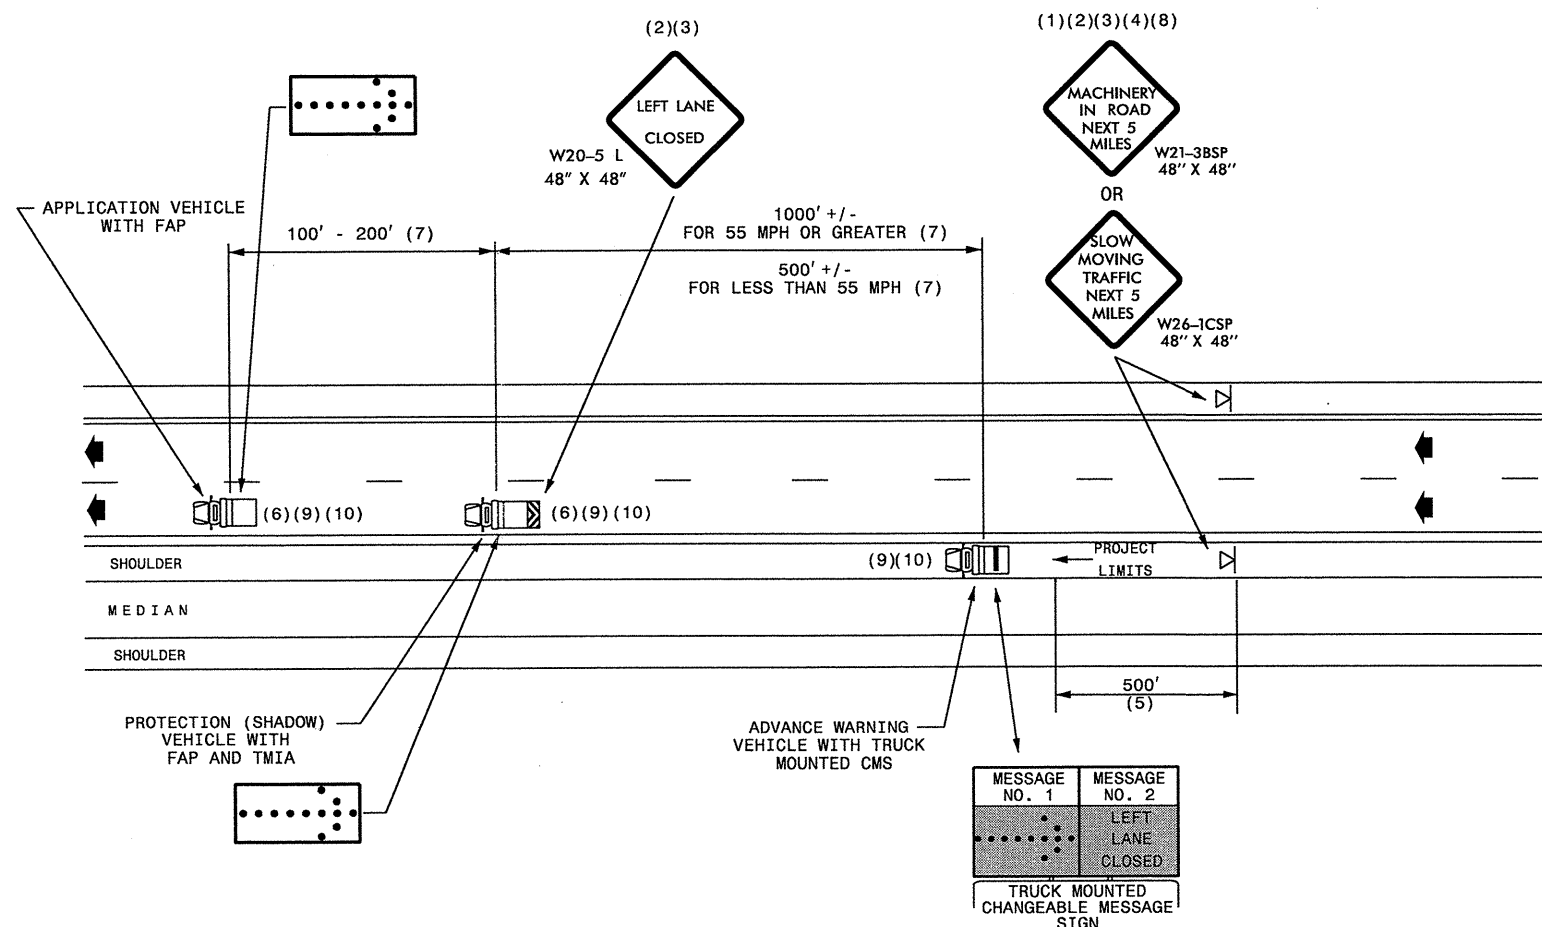 (2)(3)
(1)(2)(3)(4)(8)
LEFT LANE
CLOSED
W20-5 L
48" X 48"
MACHINERY
IN ROAD
NEXT 5
MILES
W21-3BSP
48'' X 48''
OR
SLOW
MOVING
TRAFFIC
NEXT 5
MILES
W26-1CSP
48'' X 48''
APPLICATION VEHICLE
WITH FAP
100' - 200' (7)
1000' +/-
FOR 55 MPH OR GREATER (7)
500' +/-
FOR LESS THAN 55 MPH (7)
(6)(9)(10)
(6)(9)(10)
(9)(10)
PROJECT
LIMITS
SHOULDER
MEDIAN
SHOULDER
500'
(5)
PROTECTION (SHADOW)
VEHICLE WITH
FAP AND TMIA
ADVANCE WARNING
VEHICLE WITH TRUCK
MOUNTED CMS
MESSAGE
NO. 1
MESSAGE
NO. 2
LEFT
LANE
CLOSED
TRUCK MOUNTED
CHANGEABLE MESSAGE
SIGN